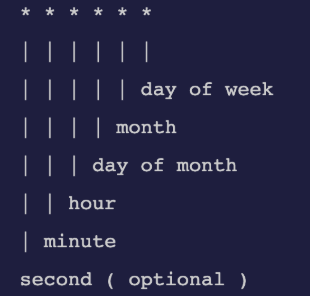 * * * * * *
| | | | | |
| | | | | day of week
| | | | month
| | | day of month
| | hour
| minute
second ( optional )